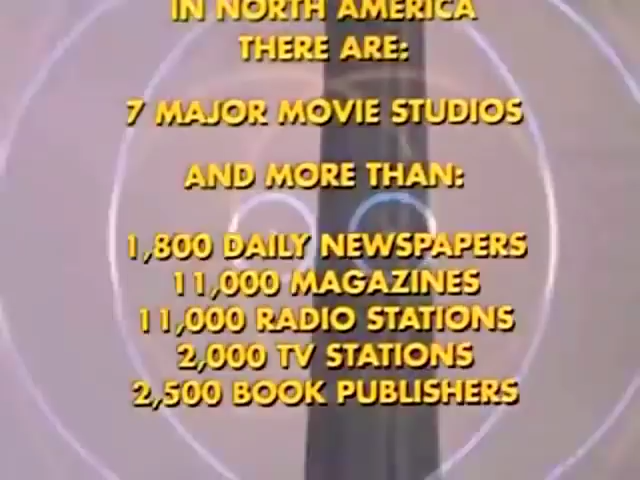 IN NORTH AMERICA
THERE ARE:
7 MAJOR MOVIE STUDIOS
AND MORE THAN:
1,800 DAILY NEWSPAPERS
11,000 MAGAZINES
11,000 RADIO STATIONS
2,000 TV STATIONS
2,500 BOOK PUBLISHERS